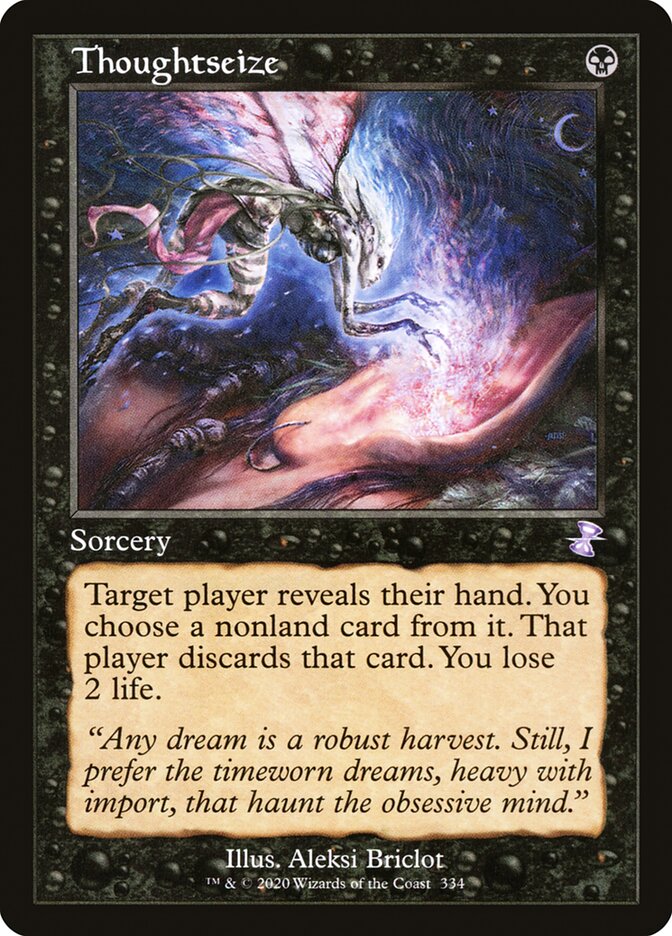 Thoughtseize
Sorcery
Target player reveals their hand. You
choose a nonland card from it. That
player discards that card. You lose
2 life.
“Any dream is a robust harvest. Still, I
prefer the timeworn dreams, heavy with
import, that haunt the obsessive mind.”
Illus. Aleksi Briclot
™ & © 2020 Wizards of the Coast 334